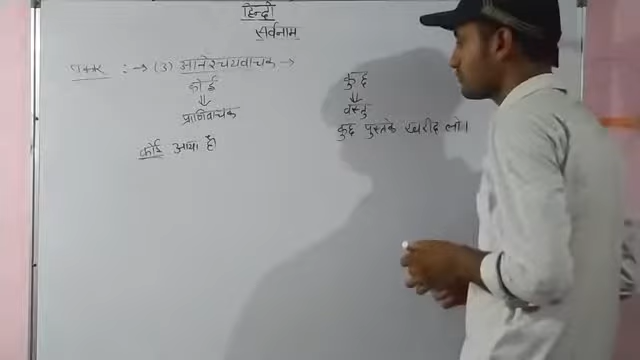 हिन्दी
सर्वनाम
:→ (3) अनिश्चयवाचक →
कोई
⇓
प्राणिवाचक
कोई आया है
कुछ
⇓
वस्तु
कुछ पुस्तकें खरीद लो।